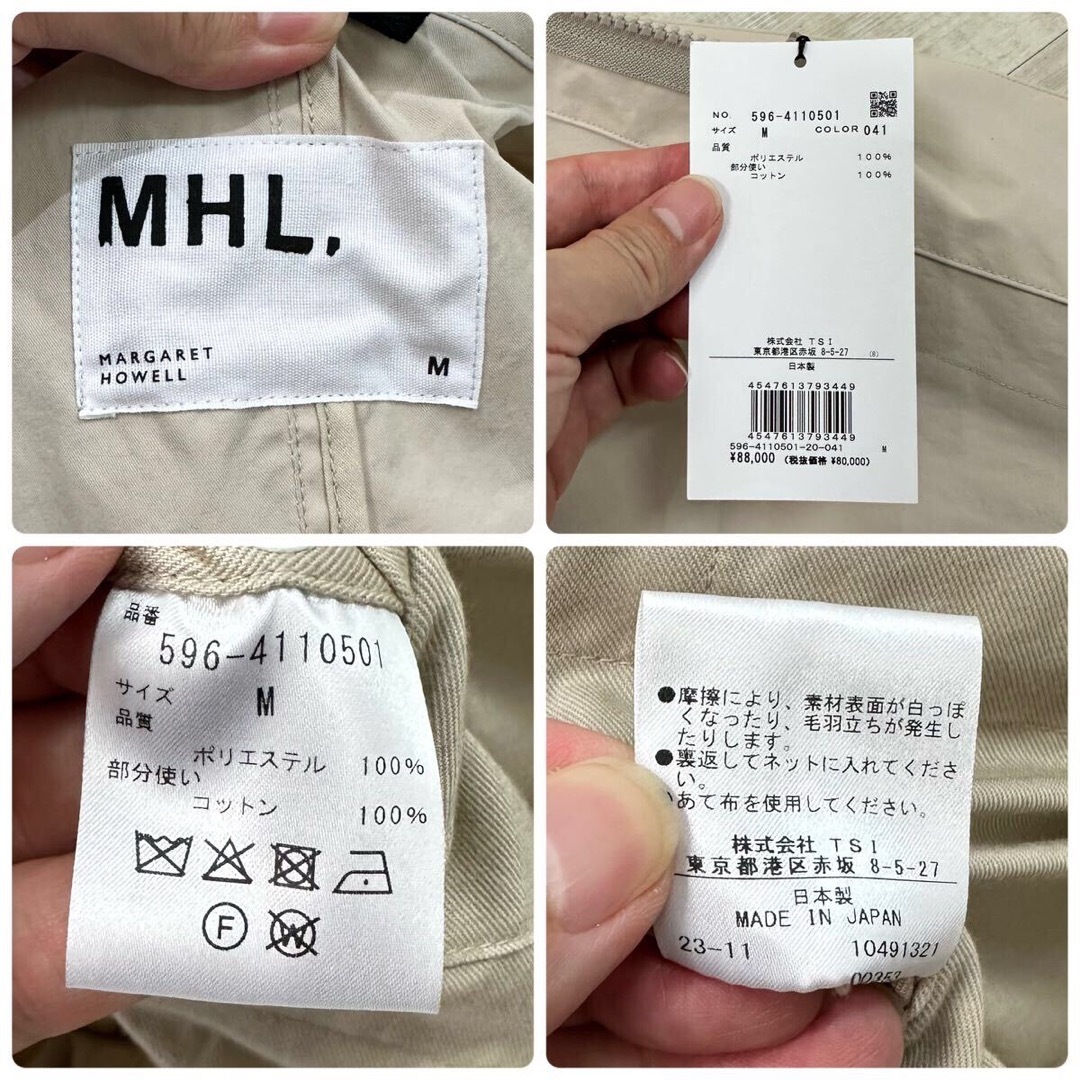 MHL.
MARGARET
HOWELL
M
NO. 596-4110501
サイズ M COLOR 041
品質
ポリエステル 100%
部分使い
コットン 100%
株式会社 TSI
東京都港区赤坂 8-5-27 (8)
日本製
4547613793449
4547613793449
596-4110501-20-041 M
¥88,000 (税抜価格 ¥80,000)
品番
596-4110501
サイズ M
品質
ポリエステル 100%
部分使い
コットン 100%
F W
●摩擦により、素材表面が白っぽ
くなったり、毛羽立ちが発生し
たりします。
●裏返してネットに入れてくださ
い。
●あて布を使用してください。
株式会社 TSI
東京都港区赤坂 8-5-27
日本製
MADE IN JAPAN
23-11 10491321
00353